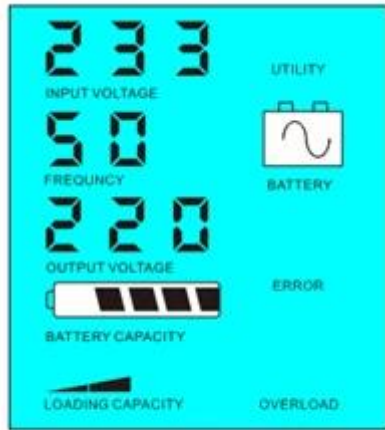 233
UTILITY
INPUT VOLTAGE
50
FREQUNCY
BATTERY
220
OUTPUT VOLTAGE
ERROR
BATTERY CAPACITY
LOADING CAPACITY
OVERLOAD